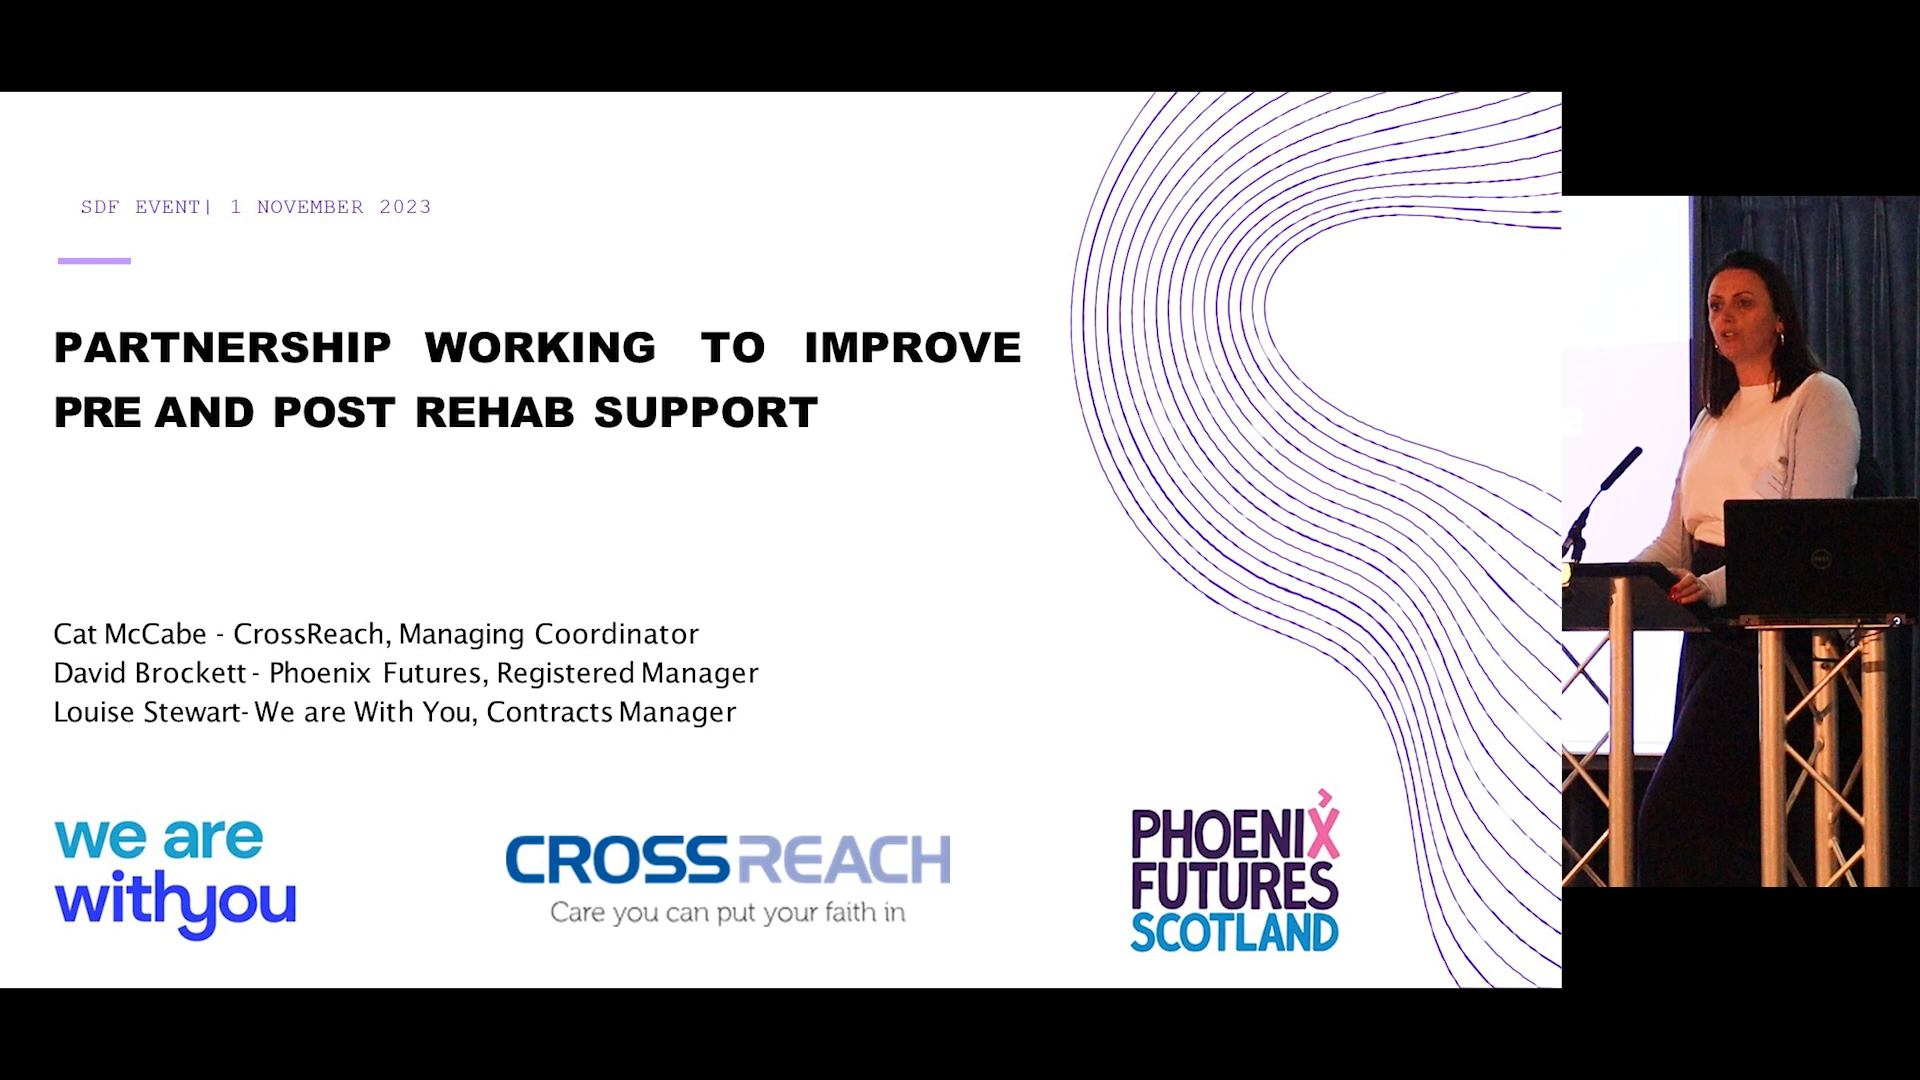 SDF EVENT| 1 NOVEMBER 2023
PARTNERSHIP WORKING TO IMPROVE
PRE AND POST REHAB SUPPORT
Cat McCabe - CrossReach, Managing Coordinator
David Brockett - Phoenix Futures, Registered Manager
Louise Stewart- We are With You, Contracts Manager
we are
withyou
CROSSREACH
Care you can put your faith in
PHOENIX
FUTURES
SCOTLAND
DELL